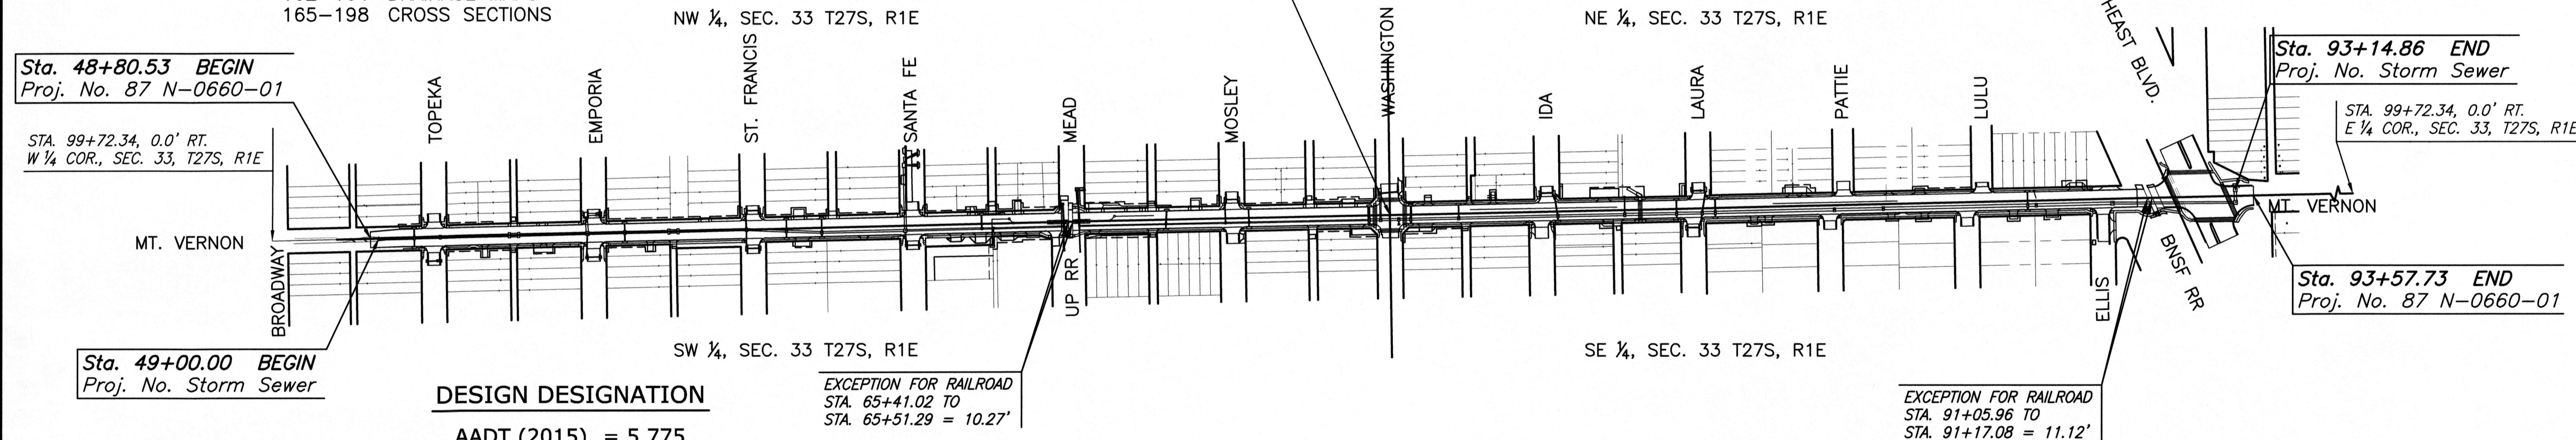 165-198 CROSS SECTIONS
NW ¼, SEC. 33 T27S, R1E
NE ¼, SEC. 33 T27S, R1E
Sta. 48+80.53 BEGIN
Proj. No. 87 N-0660-01
STA. 99+72.34, 0.0' RT.
W ¼ COR., SEC. 33, T27S, R1E
TOPEKA
EMPORIA
ST. FRANCIS
SANTA FE
MEAD
MOSLEY
WASHINGTON
IDA
LAURA
PATTIE
LULU
HEAST BLVD.
Sta. 93+14.86 END
Proj. No. Storm Sewer
STA. 99+72.34, 0.0' RT.
E ¼ COR., SEC. 33, T27S, R1E
MT. VERNON
MT. VERNON
BROADWAY
UP RR
ELLIS
BNSF RR
Sta. 93+57.73 END
Proj. No. 87 N-0660-01
Sta. 49+00.00 BEGIN
Proj. No. Storm Sewer
SW ¼, SEC. 33 T27S, R1E
SE ¼, SEC. 33 T27S, R1E
DESIGN DESIGNATION
AADT (2015) = 5,775
EXCEPTION FOR RAILROAD
STA. 65+41.02 TO
STA. 65+51.29 = 10.27'
EXCEPTION FOR RAILROAD
STA. 91+05.96 TO
STA. 91+17.08 = 11.12'